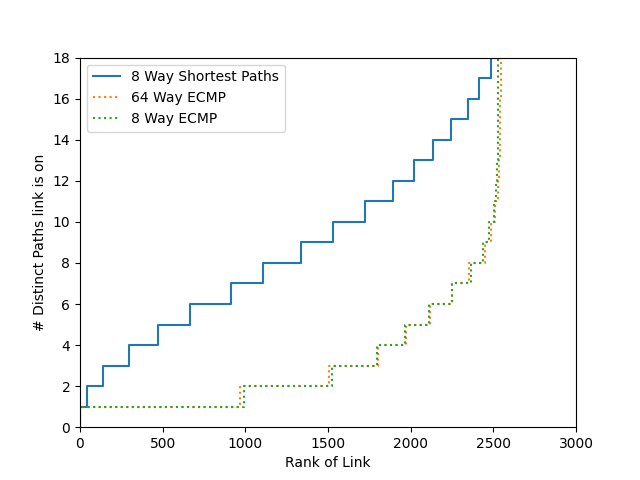 18
16
14
12
10
8
6
4
2
0
# Distinct Paths link is on
8 Way Shortest Paths
64 Way ECMP
8 Way ECMP
0 500 1000 1500 2000 2500 3000
Rank of Link